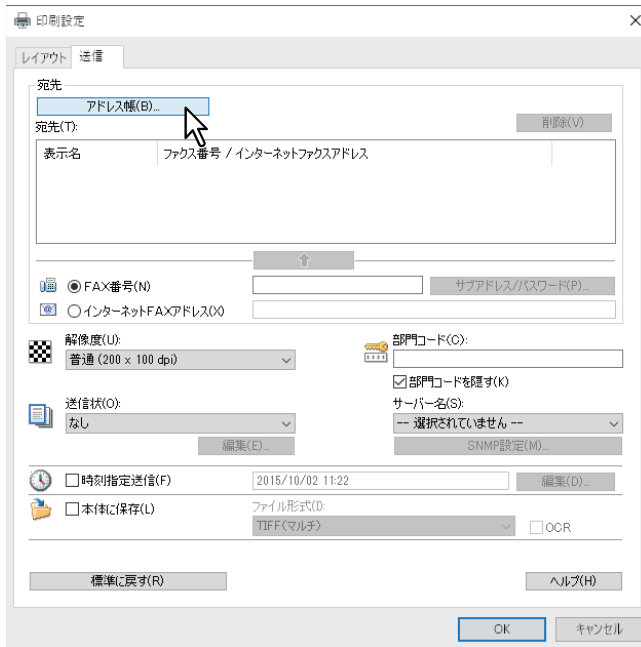 印刷設定
レイアウト 送信
宛先
アドレス帳(B)...
宛先(T):
削除(V)
表示名 ファクス番号 / インターネットファクスアドレス
FAX番号(N) サブアドレス/パスワード(P)...
インターネットFAXアドレス(X)
解像度(U): 部門コード(C):
普通 (200 x 100 dpi)
部門コードを隠す(K)
送信状(O): サーバー名(S):
なし -- 選択されていません --
編集(E)... SNMP設定(M)...
時刻指定送信(F) 2015/10/02 11:22 編集(D)...
本体に保存(L) ファイル形式(I):
TIFF(マルチ) OCR
標準に戻す(R) ヘルプ(H)
OK キャンセル